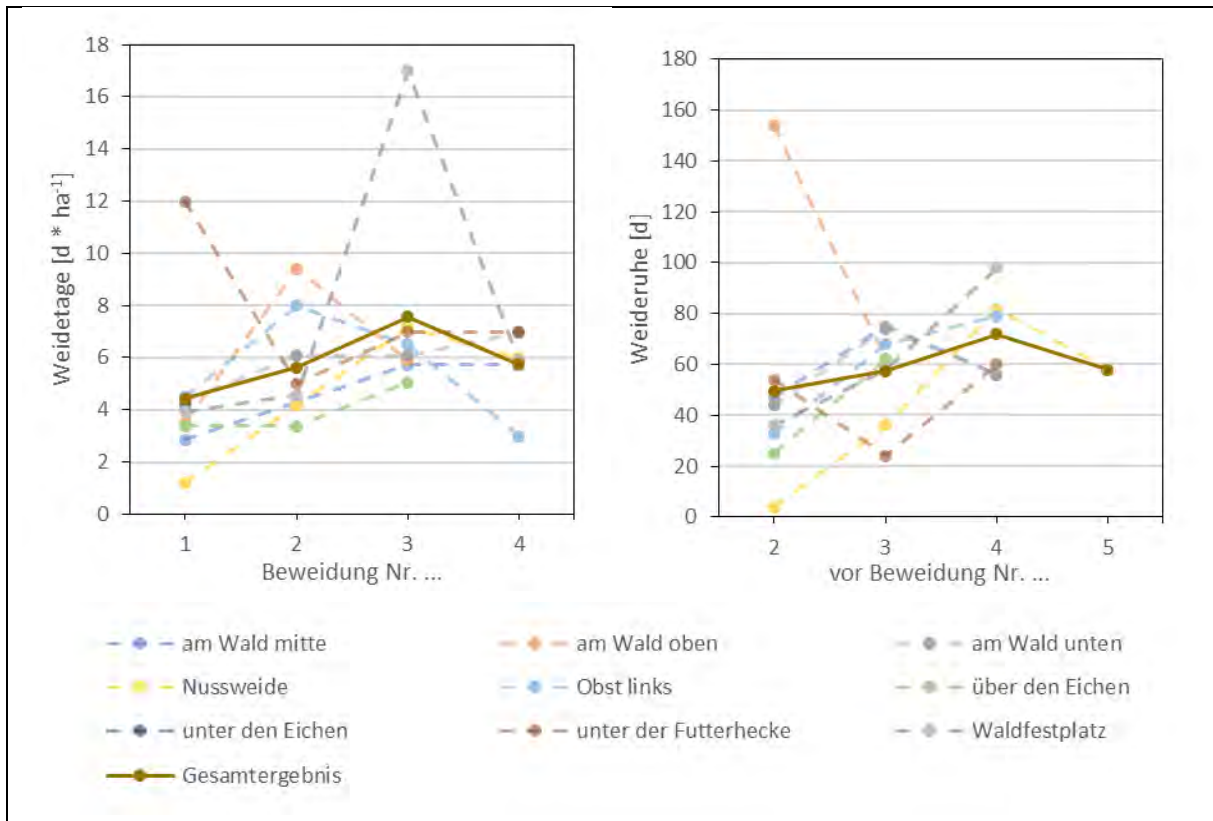 18
16
14
12
10
8
6
4
2
0
Weidetage [d * ha⁻¹]
1 2 3 4
Beweidung Nr. ...
180
160
140
120
100
80
60
40
20
0
Weideruhe [d]
2 3 4 5
vor Beweidung Nr. ...
am Wald mitte
am Wald oben
am Wald unten
Nussweide
Obst links
über den Eichen
unter den Eichen
unter der Futterhecke
Waldfestplatz
Gesamtergebnis